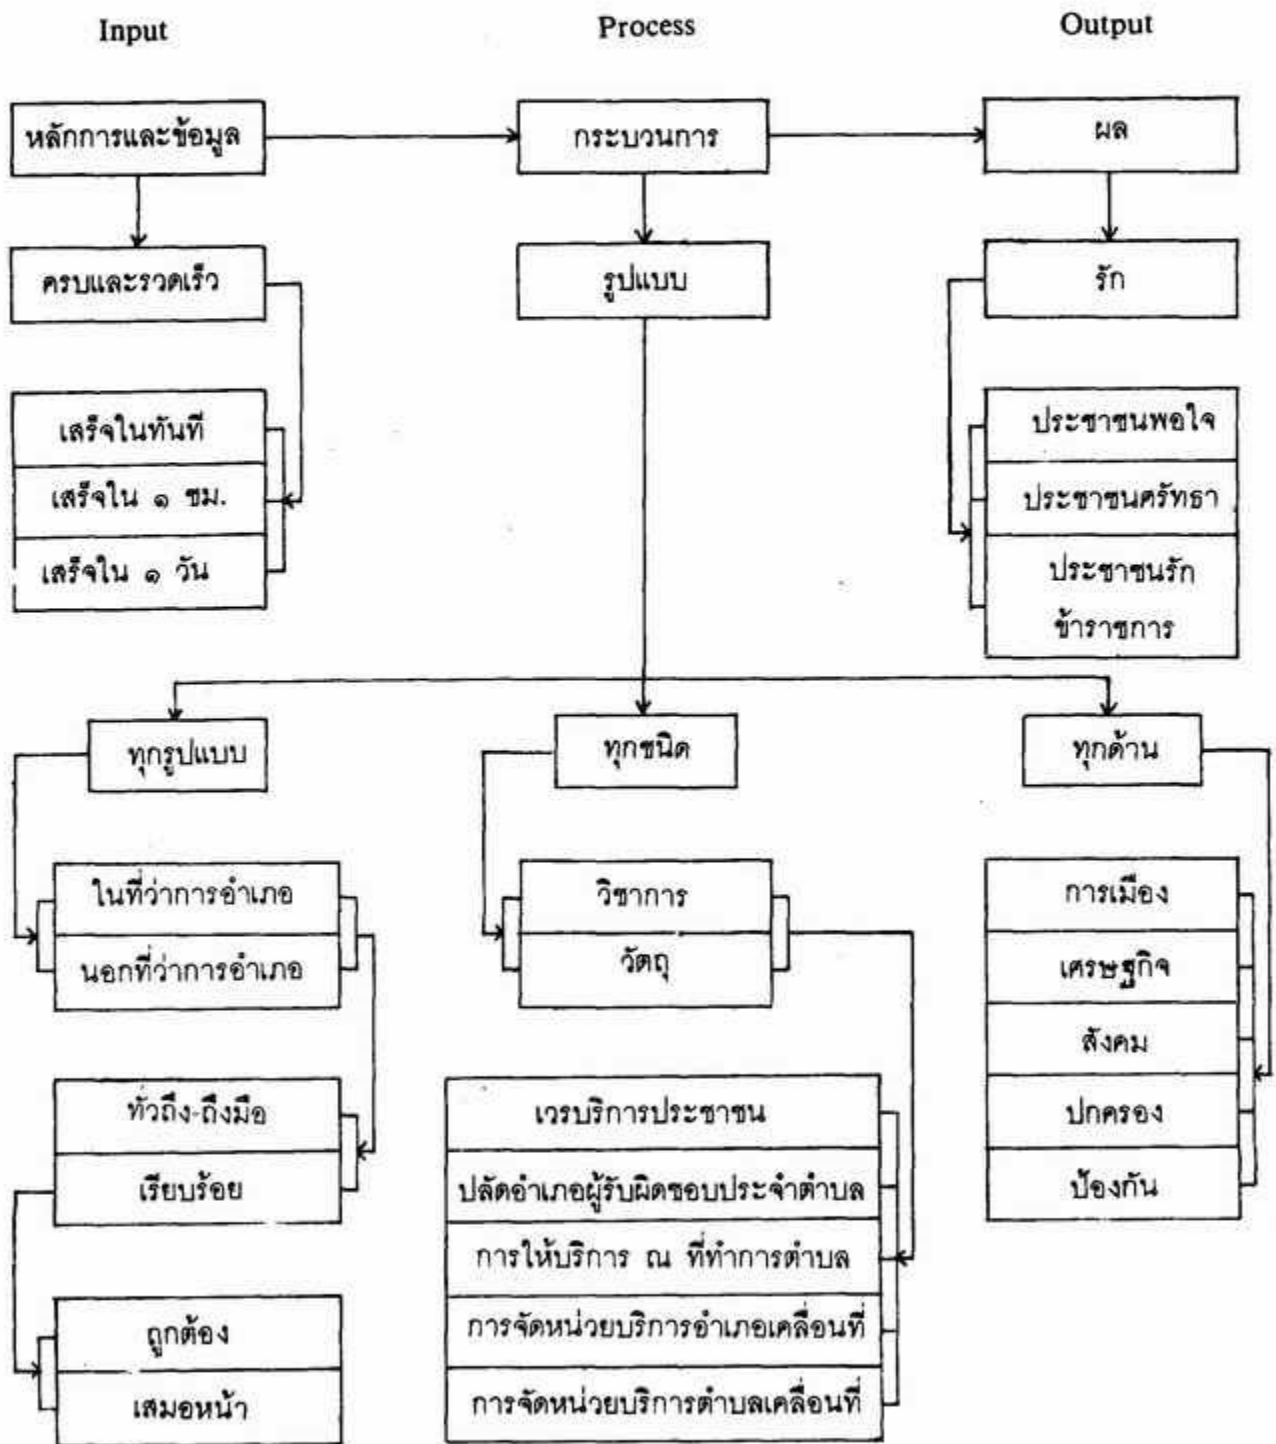 Input
Process
Output
หลักการและข้อมูล
กระบวนการ
ผล
ครบและรวดเร็ว
รูปแบบ
รัก
เสร็จในทันที
เสร็จใน ๑ ชม.
เสร็จใน ๑ วัน
ประชาชนพอใจ
ประชาชนศรัทธา
ประชาชนรัก
ข้าราชการ
ทุกรูปแบบ
ทุกชนิด
ทุกด้าน
ในที่ว่าการอำเภอ
นอกที่ว่าการอำเภอ
วิชาการ
วัตถุ
การเมือง
เศรษฐกิจ
สังคม
ปกครอง
ป้องกัน
ทั่วถึง-ถึงมือ
เรียบร้อย
เวรบริการประชาชน
ปลัดอำเภอผู้รับผิดชอบประจำตำบล
การให้บริการ ณ ที่ทำการตำบล
การจัดหน่วยบริการอำเภอเคลื่อนที่
การจัดหน่วยบริการตำบลเคลื่อนที่
ถูกต้อง
เสมอหน้า